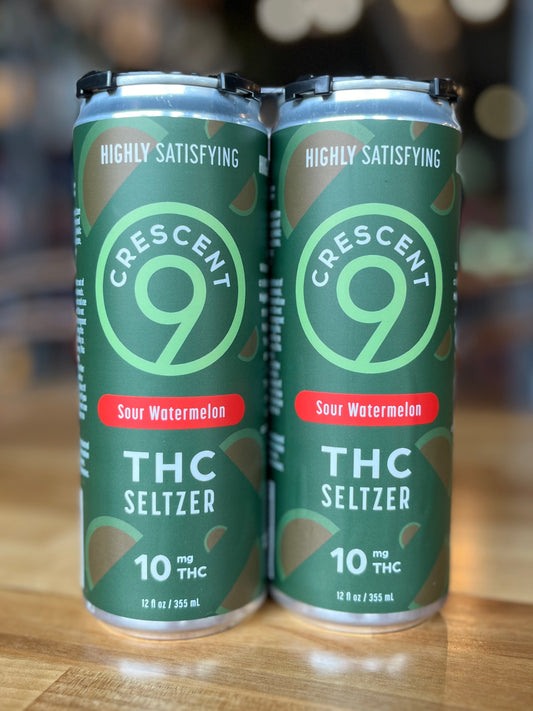 HIGHLY SATISFYING
CRESCENT
9
Sour Watermelon
THC
SELTZER
10 mg THC
12 fl oz / 355 mL
HIGHLY SATISFYING
CRESCENT
9
Sour Watermelon
THC
SELTZER
10 mg THC
12 fl oz / 355 mL